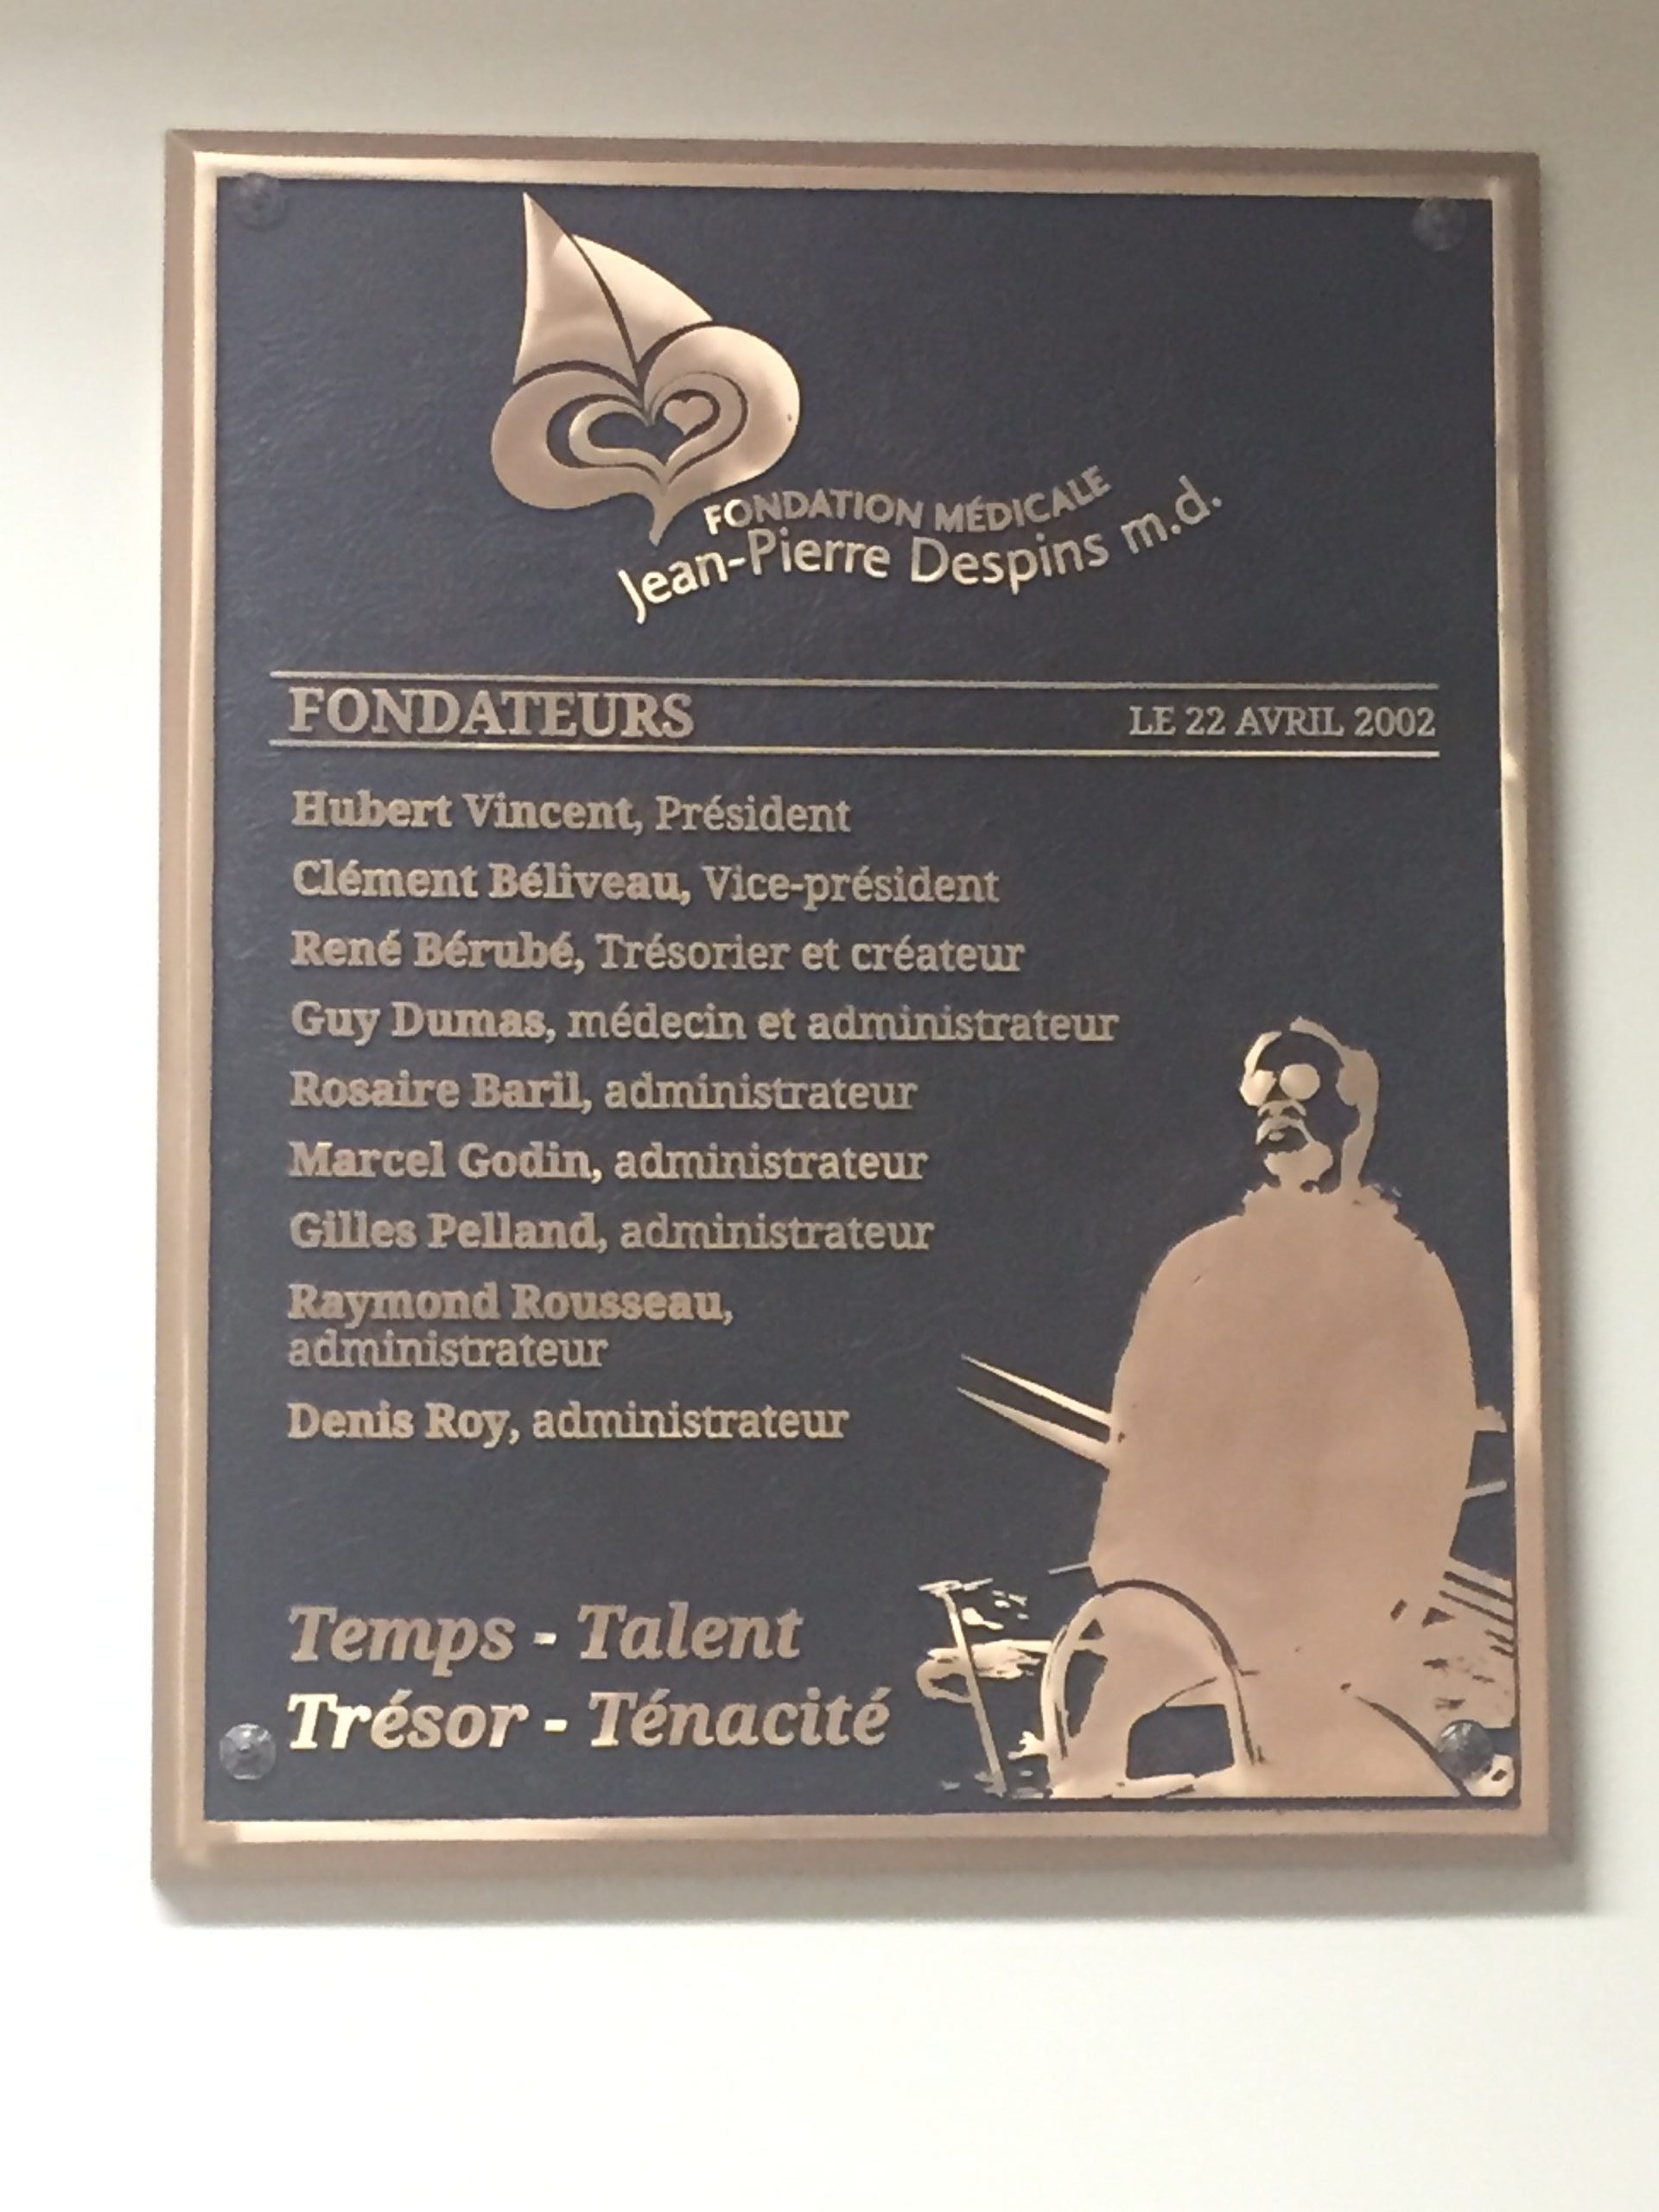 FONDATION MÉDICALE
Jean-Pierre Despins m.d.
FONDATEURS LE 22 AVRIL 2002
Hubert Vincent, Président
Clément Béliveau, Vice-président
René Bérubé, Trésorier et créateur
Guy Dumas, médecin et administrateur
Rosaire Baril, administrateur
Marcel Godin, administrateur
Gilles Pelland, administrateur
Raymond Rousseau,
administrateur
Denis Roy, administrateur
Temps - Talent
Trésor - Ténacité